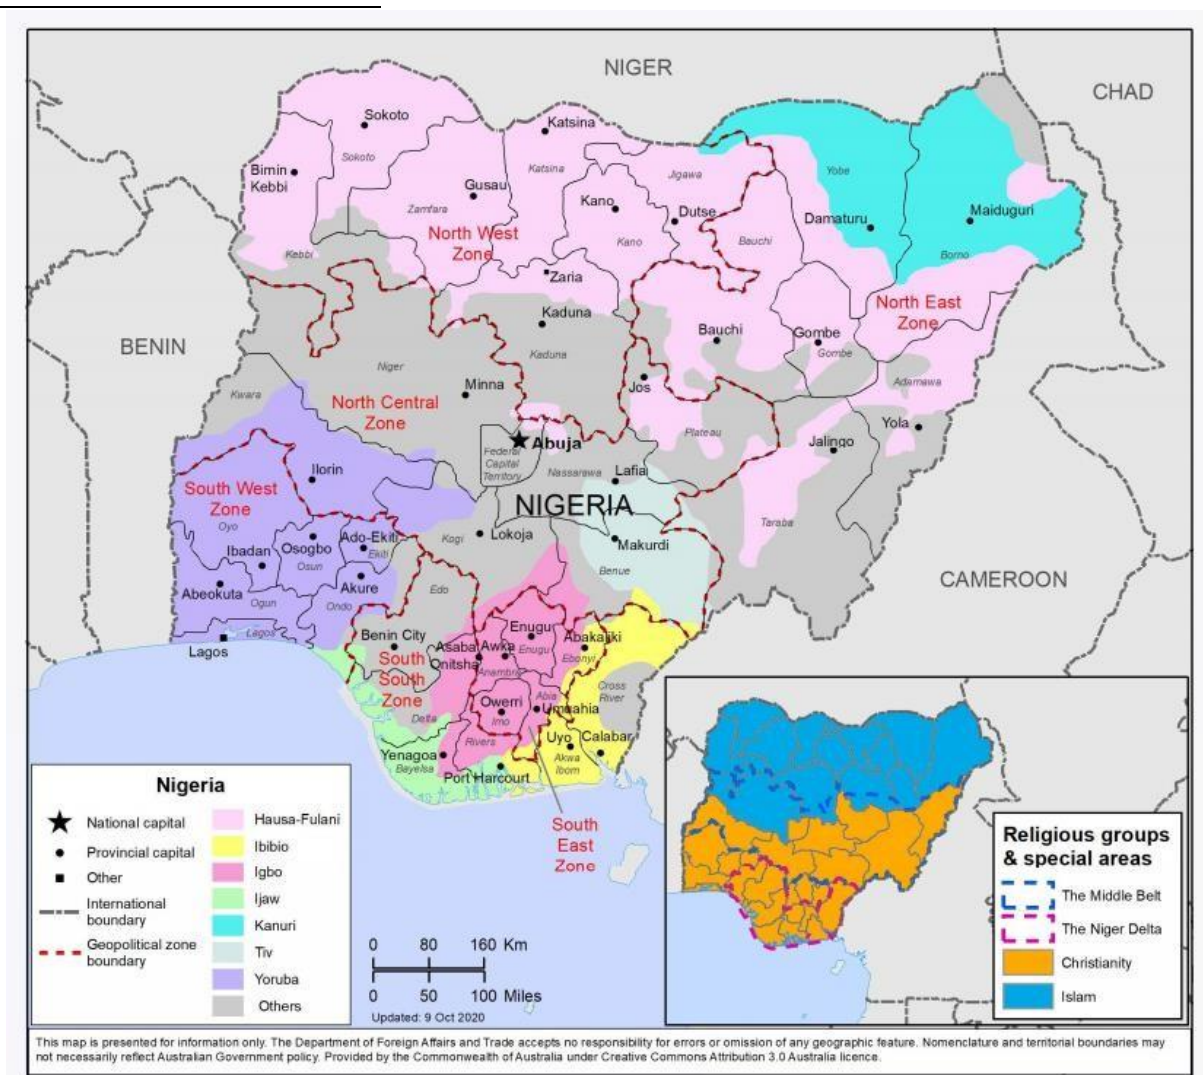 NIGER
CHAD
Sokoto
Katsina
Sokoto
Katsina
Jigawa
Yobe
Bimin
Kebbi
Gusau
Zamfara
Kano
Dutse
Damaturu
Maiduguri
North West
Zone
Kano
Bauchi
Kebbi
Borno
Zaria
North East
Zone
Kaduna
Bauchi
Gombe
Gombe
BENIN
Kaduna
Niger
Jos
Adamawa
Minna
Kwara
North Central
Zone
Yola
Plateau
Jalingo
Abuja
Federal
Capital
Territory
Nassarawa
Lafia
Ilorin
South West
Zone
NIGERIA
Oyo
Taraba
Kogi
Lokoja
Makurdi
Ado-Ekiti
Ekiti
Ibadan
Osogbo
Osun
Benue
CAMEROON
Abeokuta
Akure
Ogun
Ondo
Edo
Lagos
Lagos
Benin City
Enugu
Enugu
Abakaliki
Ebonyi
Asaba
Awka
Onitsha
Anambra
South
South
Zone
Cross
River
Abia
Owerri
Imo
Umuahia
Delta
Rivers
Uyo
Calabar
Yenagoa
Bayelsa
Akwa
Ibom
Port Harcourt
South
East
Zone
Nigeria
National capital
Provincial capital
Other
International
boundary
Geopolitical zone
boundary
Hausa-Fulani
Ibibio
Igbo
Ijaw
Kanuri
Tiv
Yoruba
Others
0 80 160 Km
0 50 100 Miles
Updated: 9 Oct 2020
Religious groups
& special areas
The Middle Belt
The Niger Delta
Christianity
Islam
This map is presented for information only. The Department of Foreign Affairs and Trade accepts no responsibility for errors or omission of any geographic feature. Nomenclature and territorial boundaries may
not necessarily reflect Australian Government policy. Provided by the Commonwealth of Australia under Creative Commons Attribution 3.0 Australia licence.